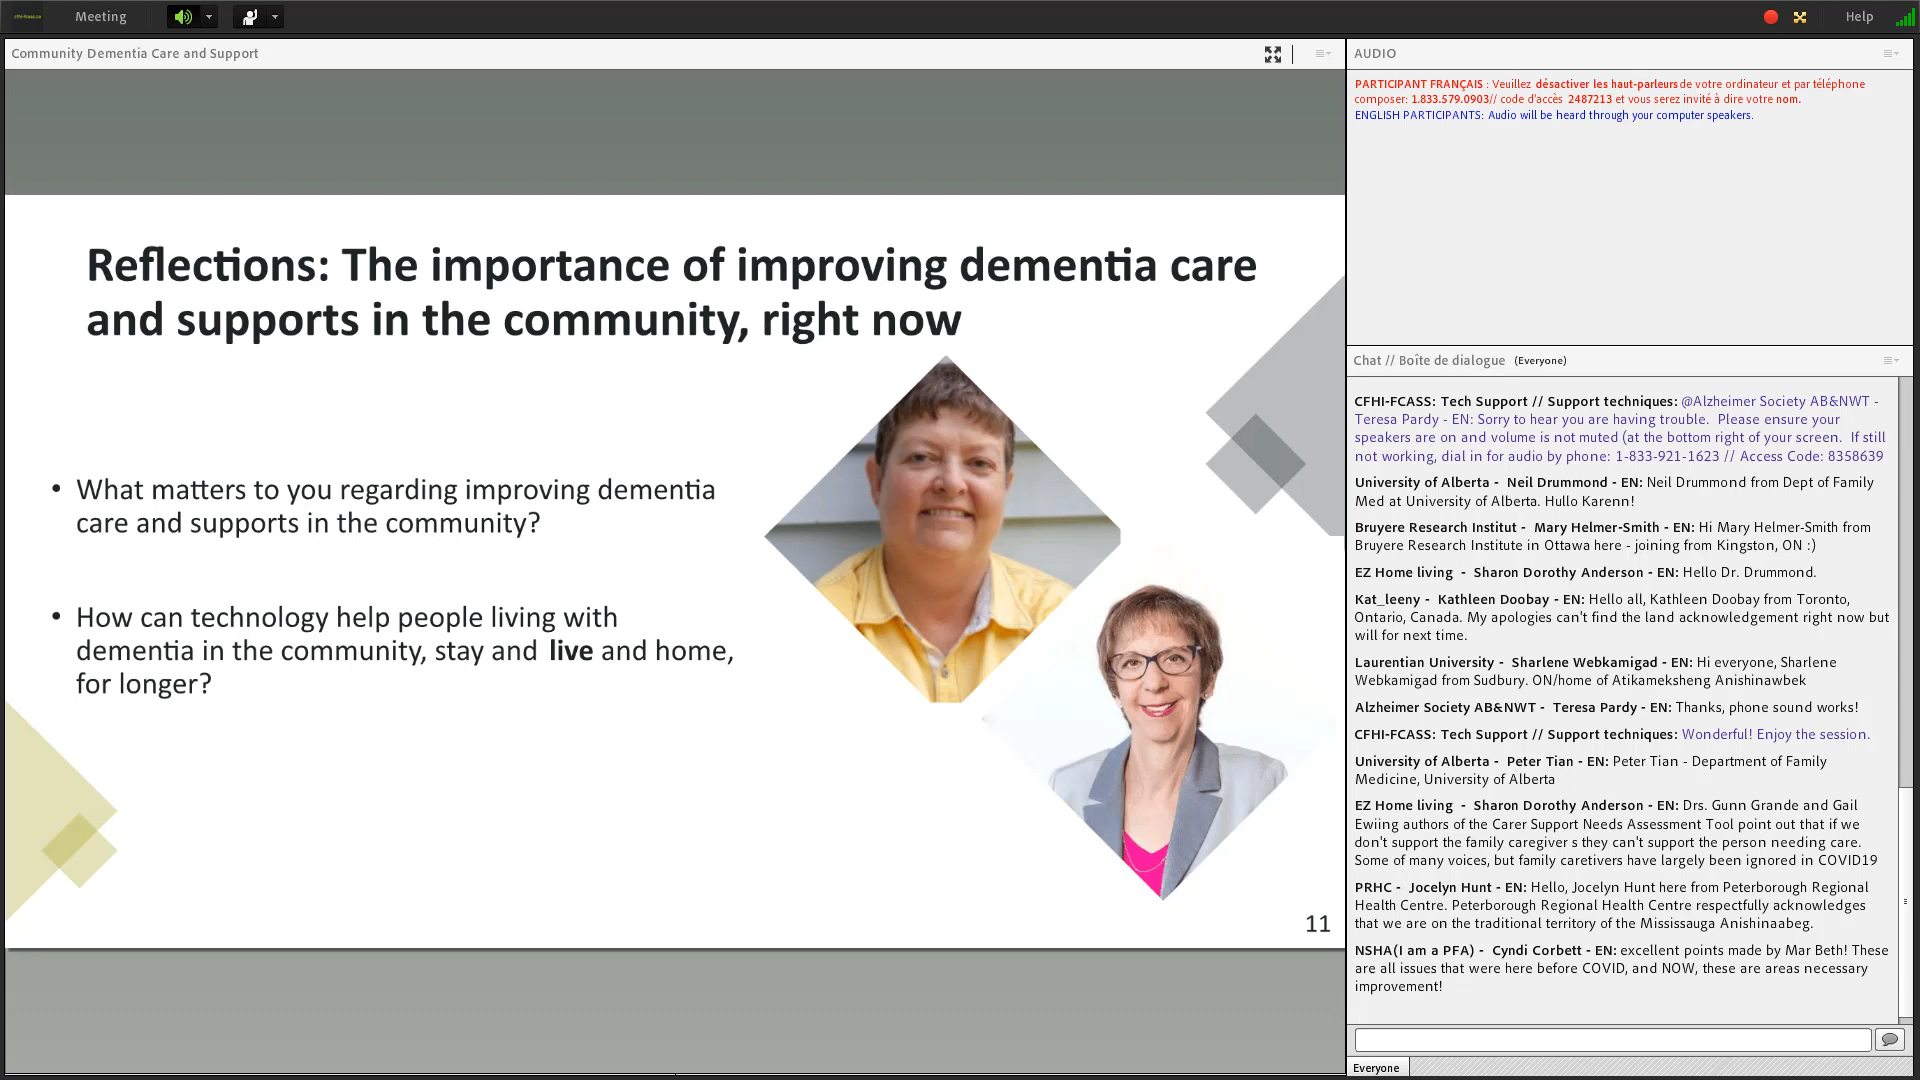 cfhi-fcass.ca
Meeting
Help
Community Dementia Care and Support
Reflections: The importance of improving dementia care
and supports in the community, right now
• What matters to you regarding improving dementia
care and supports in the community?
• How can technology help people living with
dementia in the community, stay and live and home,
for longer?
11
AUDIO
PARTICIPANT FRANÇAIS : Veuillez désactiver les haut-parleurs de votre ordinateur et par téléphone
composer: 1.833.579.0903// code d'accès 2487213 et vous serez invité à dire votre nom.
ENGLISH PARTICIPANTS: Audio will be heard through your computer speakers.
Chat // Boîte de dialogue (Everyone)
CFHI-FCASS: Tech Support // Support techniques: @Alzheimer Society AB&NWT -
Teresa Pardy - EN: Sorry to hear you are having trouble. Please ensure your
speakers are on and volume is not muted (at the bottom right of your screen. If still
not working, dial in for audio by phone: 1-833-921-1623 // Access Code: 8358639
University of Alberta - Neil Drummond - EN: Neil Drummond from Dept of Family
Med at University of Alberta. Hullo Karenn!
Bruyere Research Institut - Mary Helmer-Smith - EN: Hi Mary Helmer-Smith from
Bruyere Research Institute in Ottawa here - joining from Kingston, ON :)
EZ Home living - Sharon Dorothy Anderson - EN: Hello Dr. Drummond.
Kat_leeny - Kathleen Doobay - EN: Hello all, Kathleen Doobay from Toronto,
Ontario, Canada. My apologies can't find the land acknowledgement right now but
will for next time.
Laurentian University - Sharlene Webkamigad - EN: Hi everyone, Sharlene
Webkamigad from Sudbury. ON/home of Atikameksheng Anishinawbek
Alzheimer Society AB&NWT - Teresa Pardy - EN: Thanks, phone sound works!
CFHI-FCASS: Tech Support // Support techniques: Wonderful! Enjoy the session.
University of Alberta - Peter Tian - EN: Peter Tian - Department of Family
Medicine, University of Alberta
EZ Home living - Sharon Dorothy Anderson - EN: Drs. Gunn Grande and Gail
Ewiing authors of the Carer Support Needs Assessment Tool point out that if we
don't support the family caregiver s they can't support the person needing care.
Some of many voices, but family caretivers have largely been ignored in COVID19
PRHC - Jocelyn Hunt - EN: Hello, Jocelyn Hunt here from Peterborough Regional
Health Centre. Peterborough Regional Health Centre respectfully acknowledges
that we are on the traditional territory of the Mississauga Anishinaabeg.
NSHA(I am a PFA) - Cyndi Corbett - EN: excellent points made by Mar Beth! These
are all issues that were here before COVID, and NOW, these are areas necessary
improvement!
Everyone